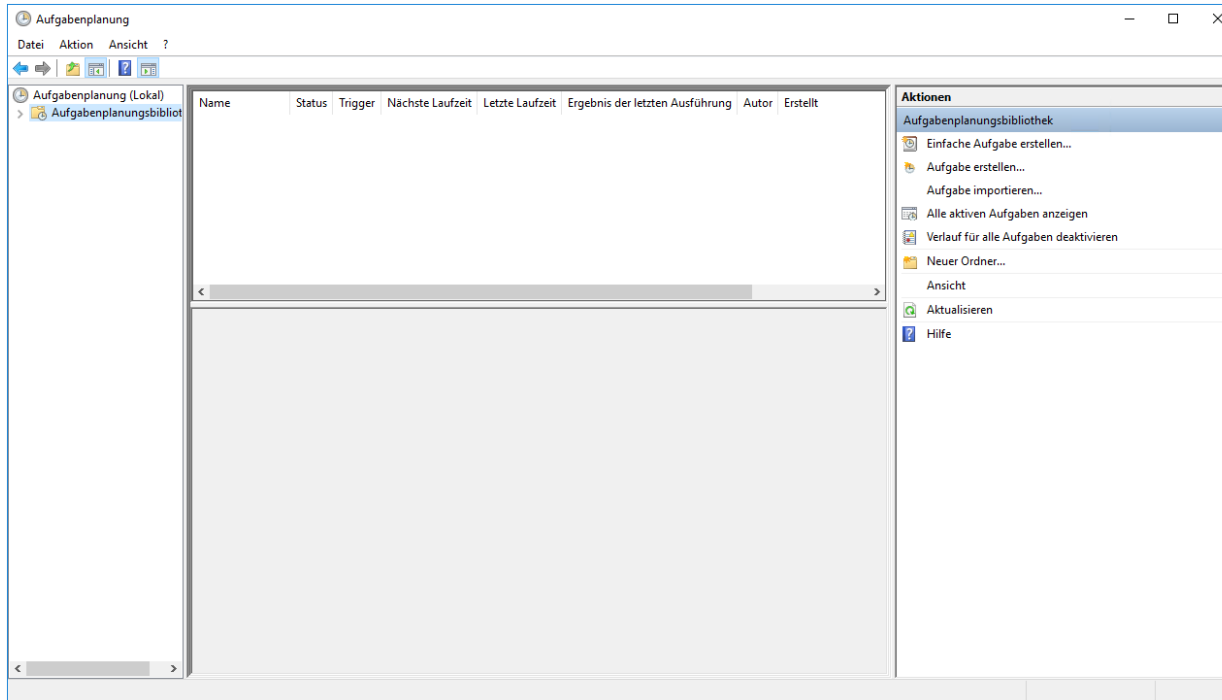 Aufgabenplanung
Datei Aktion Ansicht ?
Aufgabenplanung (Lokal)
Aufgabenplanungsbibliot
Name Status Trigger Nächste Laufzeit Letzte Laufzeit Ergebnis der letzten Ausführung Autor Erstellt
Aktionen
Aufgabenplanungsbibliothek
Einfache Aufgabe erstellen...
Aufgabe erstellen...
Aufgabe importieren...
Alle aktiven Aufgaben anzeigen
Verlauf für alle Aufgaben deaktivieren
Neuer Ordner...
Ansicht
Aktualisieren
Hilfe